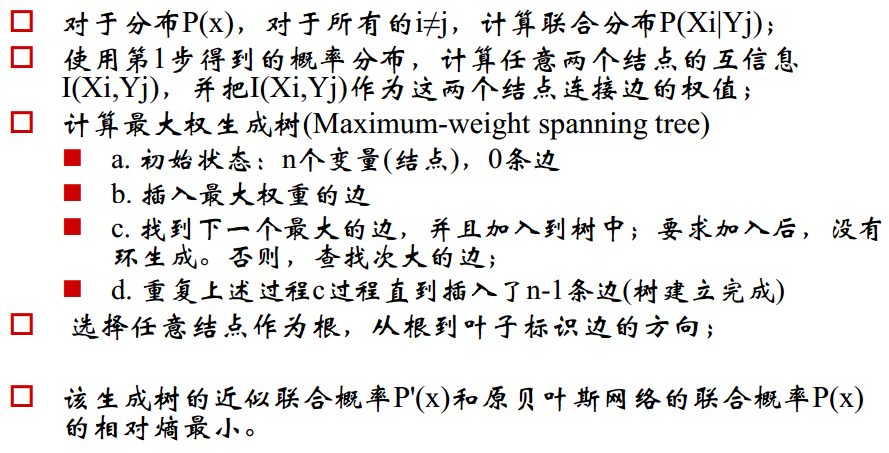 对于分布P(x)，对于所有的i≠j，计算联合分布P(Xi|Yj)；
使用第1步得到的概率分布，计算任意两个结点的互信息
I(Xi,Yj)，并把I(Xi,Yj)作为这两个结点连接边的权值；
计算最大权生成树(Maximum-weight spanning tree)
a. 初始状态：n个变量(结点)，0条边
b. 插入最大权重的边
c. 找到下一个最大的边，并且加入到树中；要求加入后，没有
环生成。否则，查找次大的边；
d. 重复上述过程c过程直到插入了n-1条边(树建立完成)
选择任意结点作为根，从根到叶子标识边的方向；
该生成树的近似联合概率P'(x)和原贝叶斯网络的联合概率P(x)
的相对熵最小。